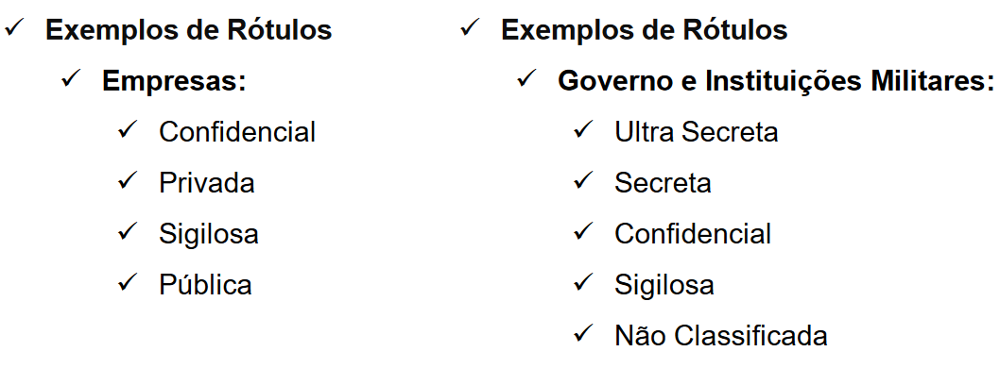 ✓ Exemplos de Rótulos
✓ Empresas:
✓ Confidencial
✓ Privada
✓ Sigilosa
✓ Pública
✓ Exemplos de Rótulos
✓ Governo e Instituições Militares:
✓ Ultra Secreta
✓ Secreta
✓ Confidencial
✓ Sigilosa
✓ Não Classificada